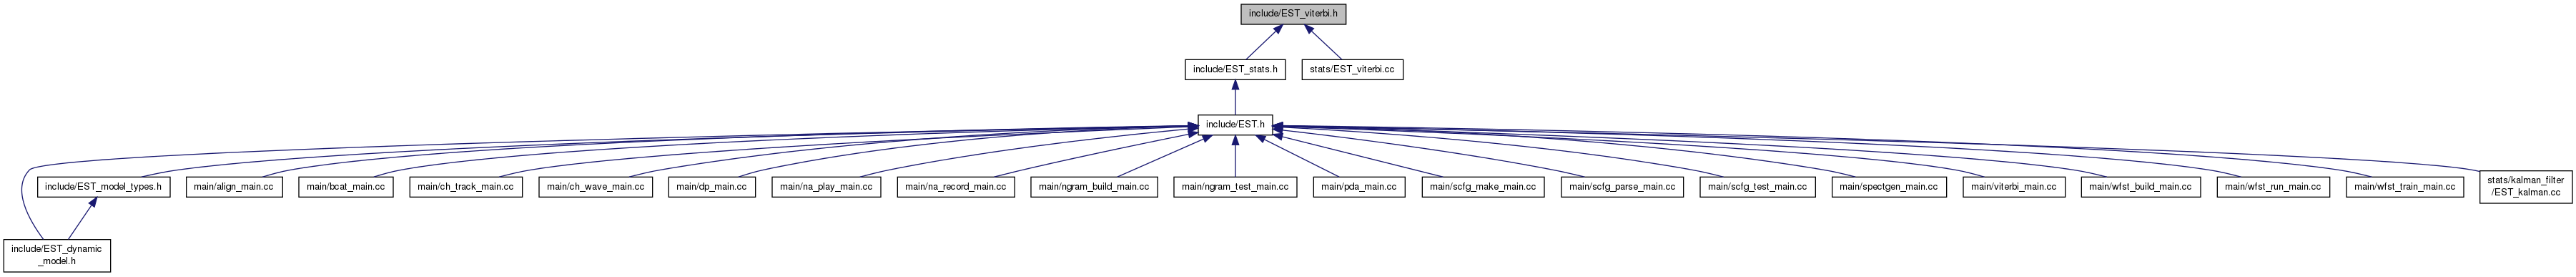 include/EST_viterbi.h
include/EST_stats.h
stats/EST_viterbi.cc
include/EST.h
include/EST_model_types.h
main/align_main.cc
main/bcat_main.cc
main/ch_track_main.cc
main/ch_wave_main.cc
main/dp_main.cc
main/na_play_main.cc
main/na_record_main.cc
main/ngram_build_main.cc
main/ngram_test_main.cc
main/pda_main.cc
main/scfg_make_main.cc
main/scfg_parse_main.cc
main/scfg_test_main.cc
main/spectgen_main.cc
main/viterbi_main.cc
main/wfst_build_main.cc
main/wfst_run_main.cc
main/wfst_train_main.cc
stats/kalman_filter
/EST_kalman.cc
include/EST_dynamic
_model.h